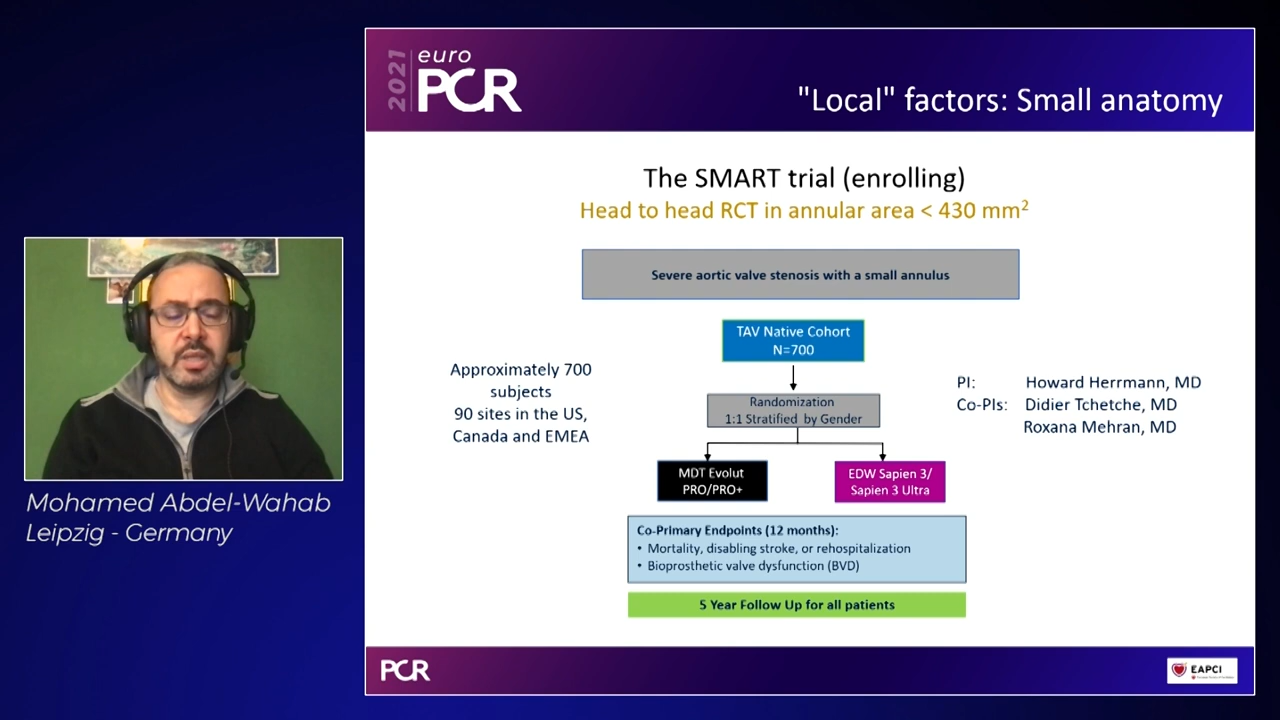 2021
euro
PCR
"Local" factors: Small anatomy
The SMART trial (enrolling)
Head to head RCT in annular area < 430 mm²
Severe aortic valve stenosis with a small annulus
TAV Native Cohort
N=700
Approximately 700
subjects
90 sites in the US,
Canada and EMEA
Randomization
1:1 Stratified by Gender
PI: Howard Herrmann, MD
Co-PIs: Didier Tchetche, MD
Roxana Mehran, MD
MDT Evolut
PRO/PRO+
EDW Sapien 3/
Sapien 3 Ultra
Co-Primary Endpoints (12 months):
• Mortality, disabling stroke, or rehospitalization
• Bioprosthetic valve dysfunction (BVD)
5 Year Follow Up for all patients
Mohamed Abdel-Wahab
Leipzig - Germany
PCR
EAPCI